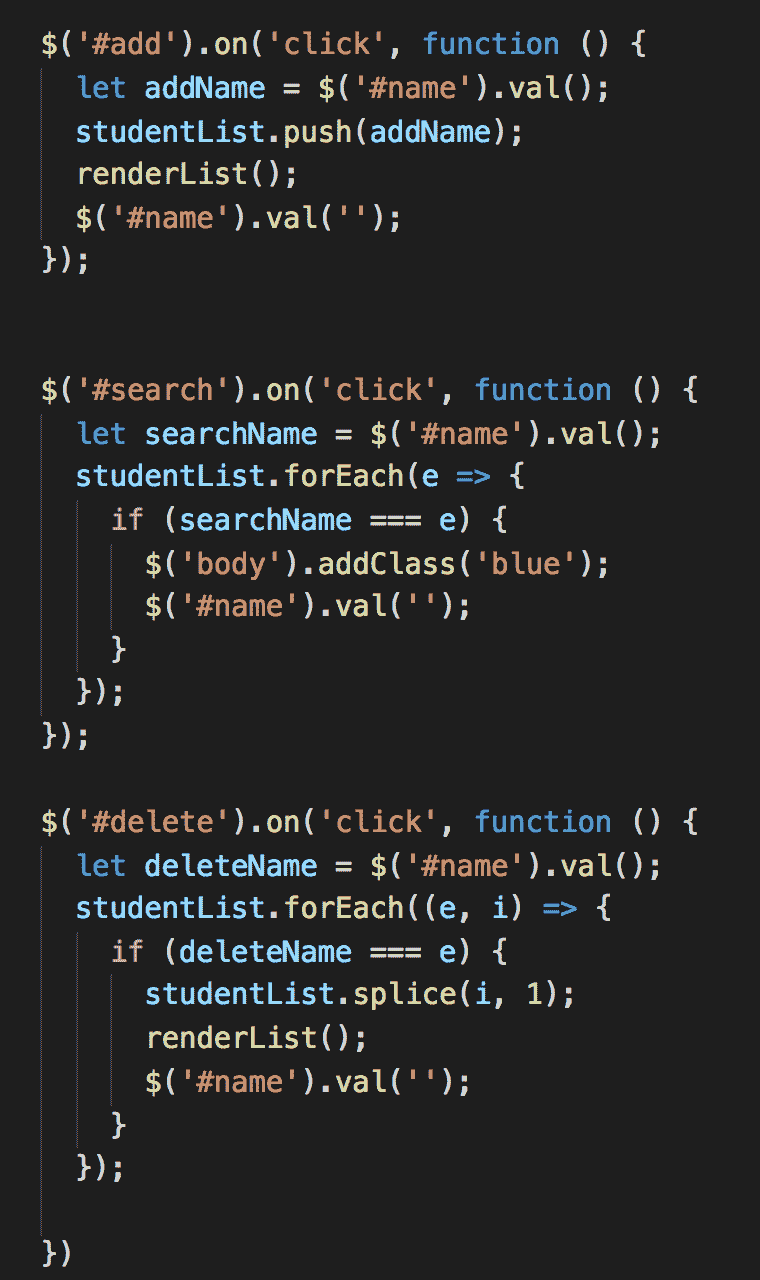 $('#add').on('click', function () {
  let addName = $('#name').val();
  studentList.push(addName);
  renderList();
  $('#name').val('');
});
$('#search').on('click', function () {
  let searchName = $('#name').val();
  studentList.forEach(e => {
    if (searchName === e) {
      $('body').addClass('blue');
      $('#name').val('');
    }
  });
});
$('#delete').on('click', function () {
  let deleteName = $('#name').val();
  studentList.forEach((e, i) => {
    if (deleteName === e) {
      studentList.splice(i, 1);
      renderList();
      $('#name').val('');
    }
  });
})